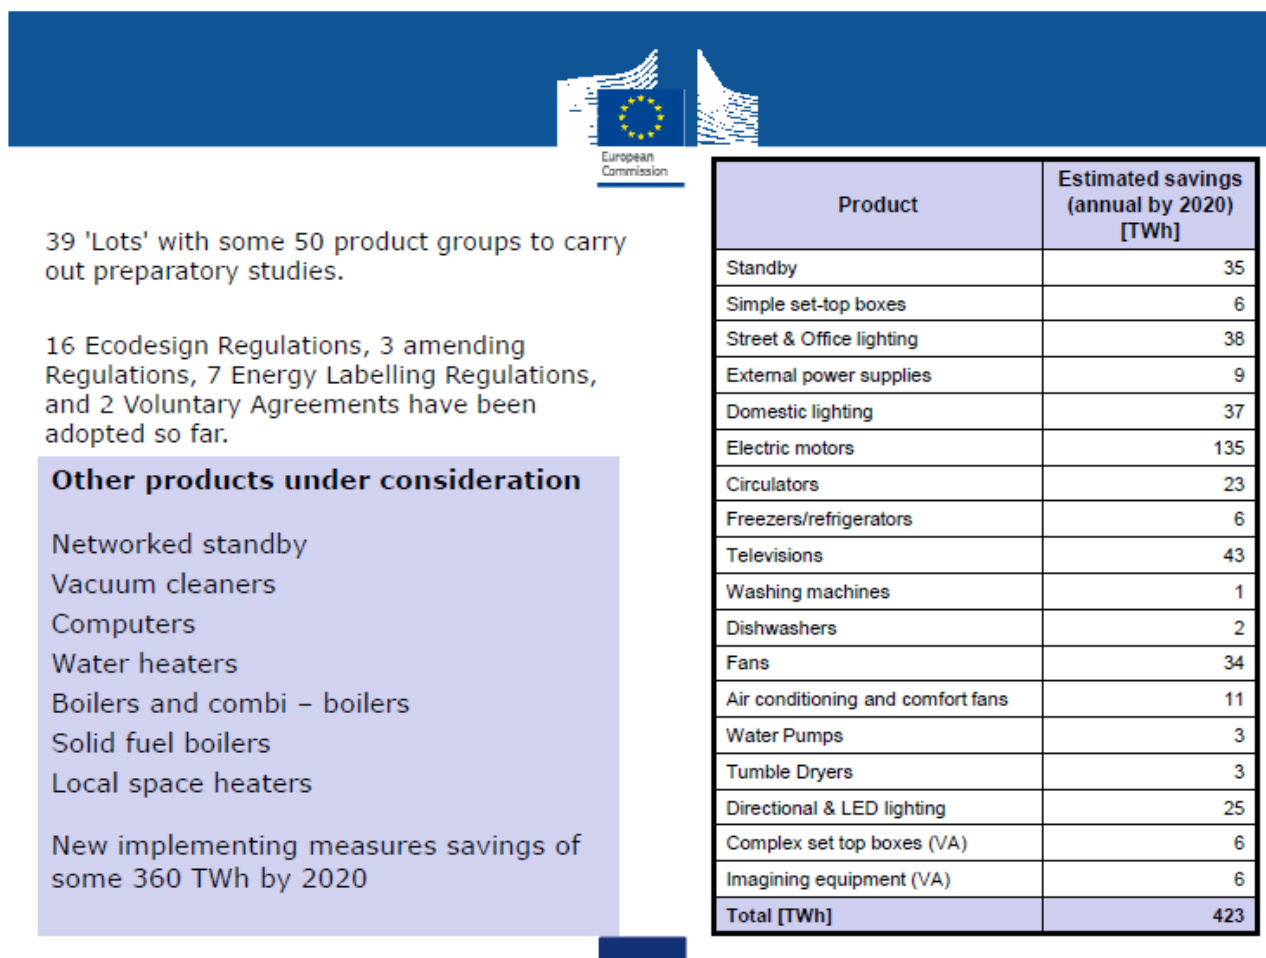 European
Commission
39 'Lots' with some 50 product groups to carry
out preparatory studies.
16 Ecodesign Regulations, 3 amending
Regulations, 7 Energy Labelling Regulations,
and 2 Voluntary Agreements have been
adopted so far.
Other products under consideration
Networked standby
Vacuum cleaners
Computers
Water heaters
Boilers and combi – boilers
Solid fuel boilers
Local space heaters
New implementing measures savings of
some 360 TWh by 2020
Product Estimated savings
(annual by 2020)
[TWh]
Standby 35
Simple set-top boxes 6
Street & Office lighting 38
External power supplies 9
Domestic lighting 37
Electric motors 135
Circulators 23
Freezers/refrigerators 6
Televisions 43
Washing machines 1
Dishwashers 2
Fans 34
Air conditioning and comfort fans 11
Water Pumps 3
Tumble Dryers 3
Directional & LED lighting 25
Complex set top boxes (VA) 6
Imagining equipment (VA) 6
Total [TWh] 423